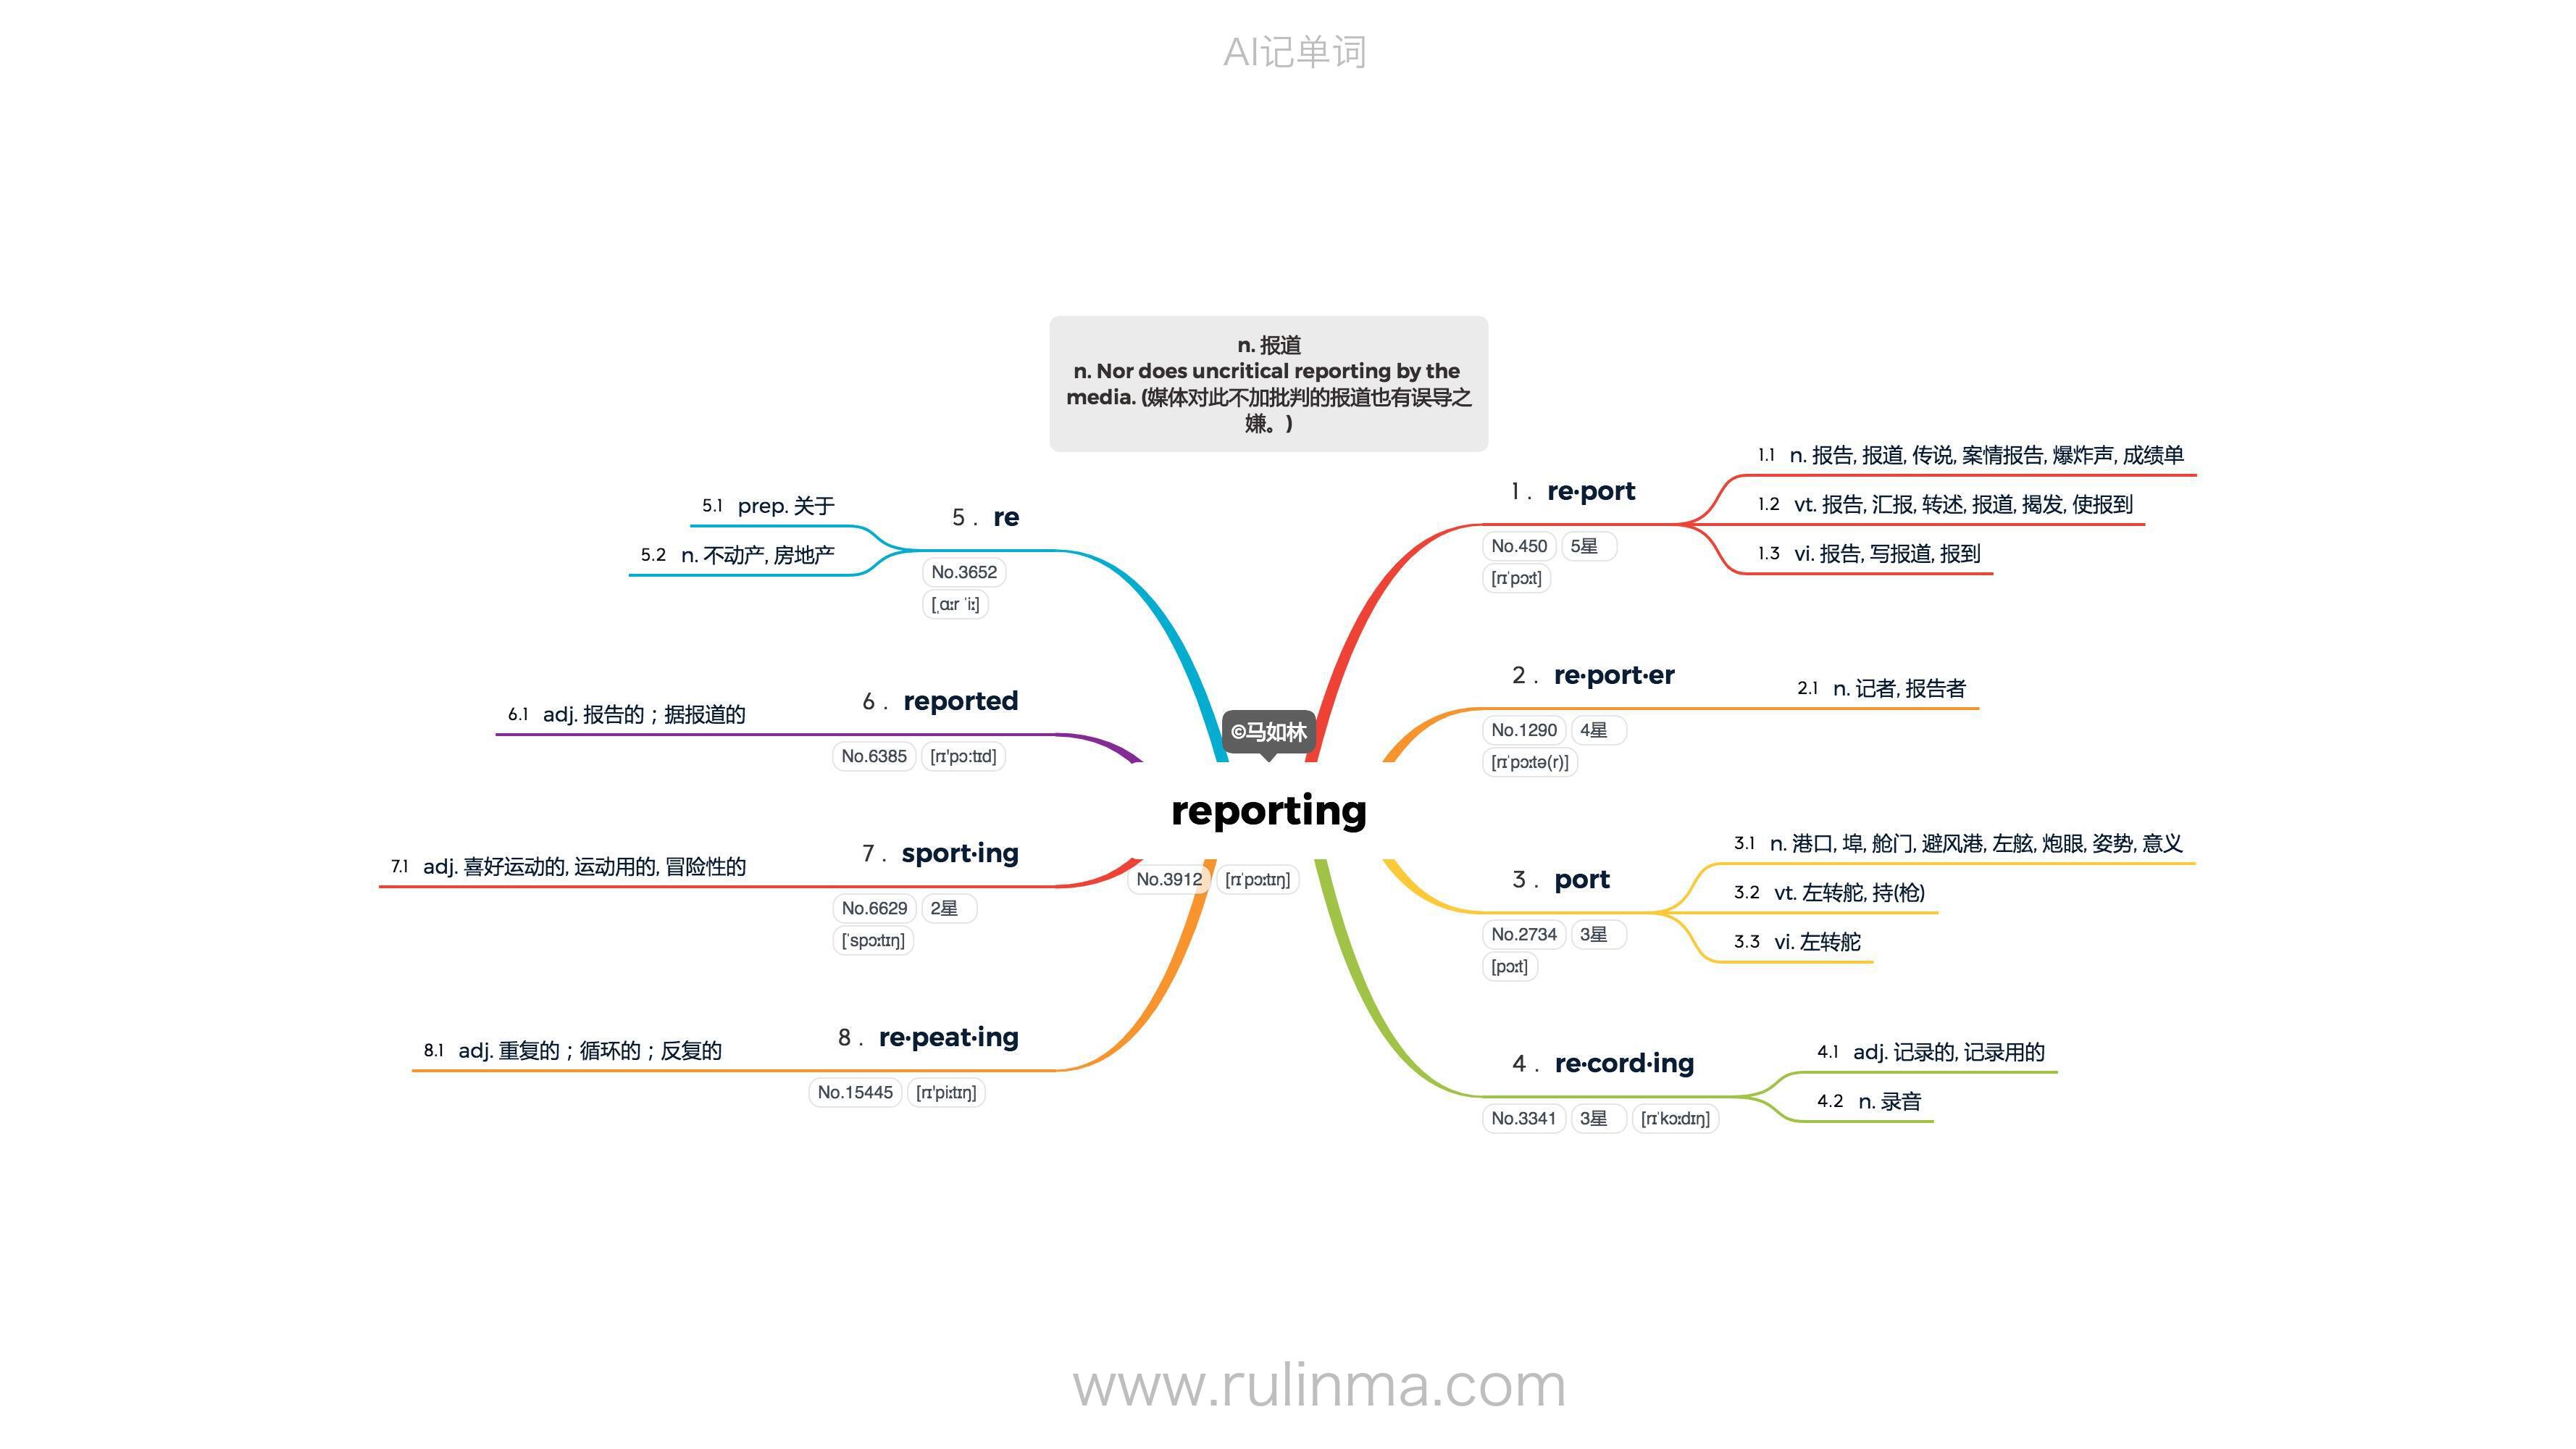 AI记单词
n. 报道
n. Nor does uncritical reporting by the
media. (媒体对此不加批判的报道也有误导之
嫌。)
©马如林
reporting
No.3912 [rɪˈpɔːtɪŋ]
1 . re·port
No.450 5星
[rɪˈpɔːt]
1.1 n. 报告, 报道, 传说, 案情报告, 爆炸声, 成绩单
1.2 vt. 报告, 汇报, 转述, 报道, 揭发, 使报到
1.3 vi. 报告, 写报道, 报到
2 . re·port·er
No.1290 4星
[rɪˈpɔːtə(r)]
2.1 n. 记者, 报告者
3 . port
No.2734 3星
[pɔːt]
3.1 n. 港口, 埠, 舱门, 避风港, 左舷, 炮眼, 姿势, 意义
3.2 vt. 左转舵, 持(枪)
3.3 vi. 左转舵
4 . re·cord·ing
No.3341 3星 [rɪˈkɔːdɪŋ]
4.1 adj. 记录的, 记录用的
4.2 n. 录音
5 . re
No.3652
[ˌɑːr ˈiː]
5.1 prep. 关于
5.2 n. 不动产, 房地产
6 . reported
No.6385 [rɪ'pɔ:tɪd]
6.1 adj. 报告的；据报道的
7 . sport·ing
No.6629 2星
[ˈspɔːtɪŋ]
7.1 adj. 喜好运动的, 运动用的, 冒险性的
8 . re·peat·ing
No.15445 [rɪ'pi:tɪŋ]
8.1 adj. 重复的；循环的；反复的
www.rulinma.com